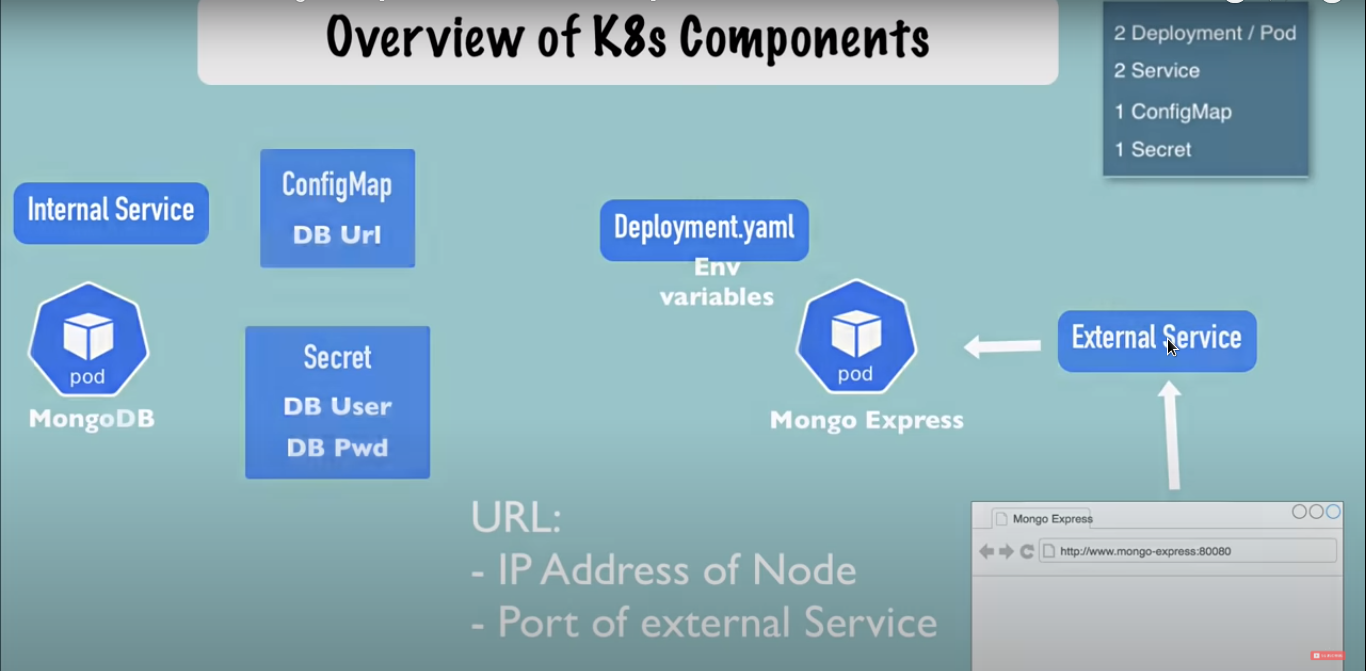 Overview of K8s Components
2 Deployment / Pod
2 Service
1 ConfigMap
1 Secret
Internal Service
ConfigMap
DB Url
Deployment.yaml
Env
variables
pod
MongoDB
Secret
DB User
DB Pwd
pod
Mongo Express
External Service
URL:
- IP Address of Node
- Port of external Service
Mongo Express
http://www.mongo-express:80080